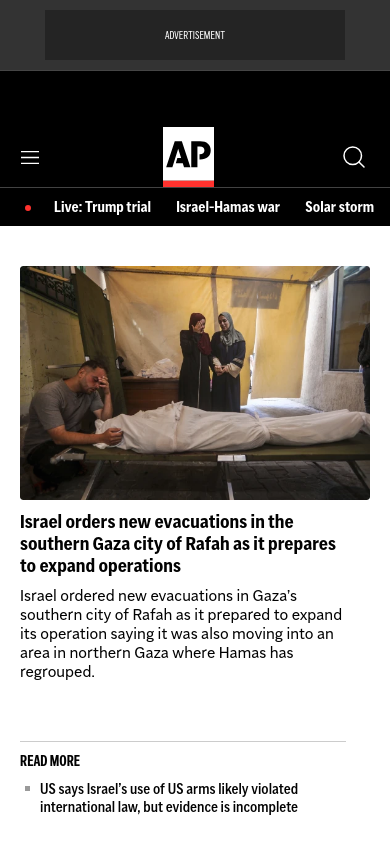 ADVERTISEMENT
AP
Live: Trump trial
Israel-Hamas war
Solar storm
Israel orders new evacuations in the
southern Gaza city of Rafah as it prepares
to expand operations
Israel ordered new evacuations in Gaza’s
southern city of Rafah as it prepared to expand
its operation saying it was also moving into an
area in northern Gaza where Hamas has
regrouped.
READ MORE
US says Israel’s use of US arms likely violated
international law, but evidence is incomplete